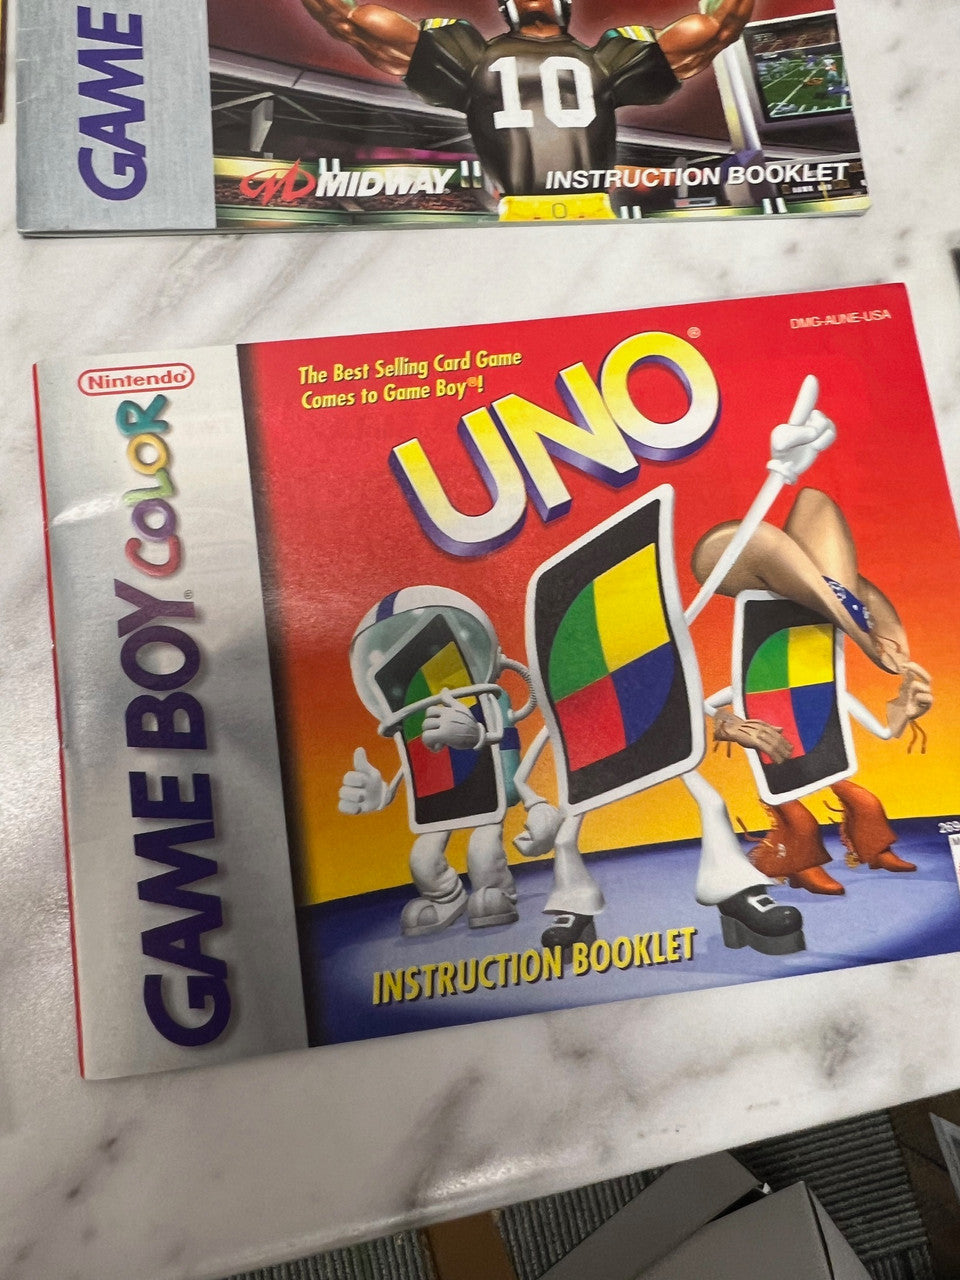 GAME
10
MIDWAY
INSTRUCTION BOOKLET
DMG-AUNE-USA
Nintendo®
GAME BOY COLOR
The Best Selling Card Game
Comes to Game Boy®!
UNO®
INSTRUCTION BOOKLET